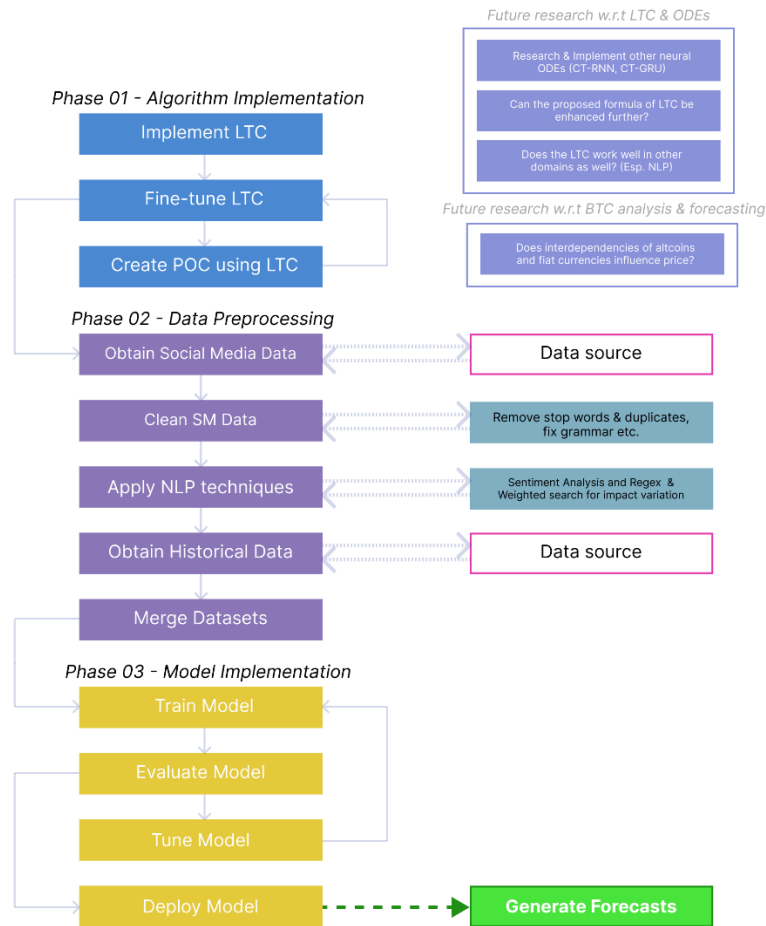 Future research w.r.t LTC & ODEs
Research & Implement other neural
ODEs (CT-RNN, CT-GRU)
Can the proposed formula of LTC be
enhanced further?
Does the LTC work well in other
domains as well? (Esp. NLP)
Future research w.r.t BTC analysis & forecasting
Does interdependencies of altcoins
and fiat currencies influence price?
Phase 01 - Algorithm Implementation
Implement LTC
Fine-tune LTC
Create POC using LTC
Phase 02 - Data Preprocessing
Obtain Social Media Data
Data source
Clean SM Data
Remove stop words & duplicates,
fix grammar etc.
Apply NLP techniques
Sentiment Analysis and Regex &
Weighted search for impact variation
Obtain Historical Data
Data source
Merge Datasets
Phase 03 - Model Implementation
Train Model
Evaluate Model
Tune Model
Deploy Model
Generate Forecasts